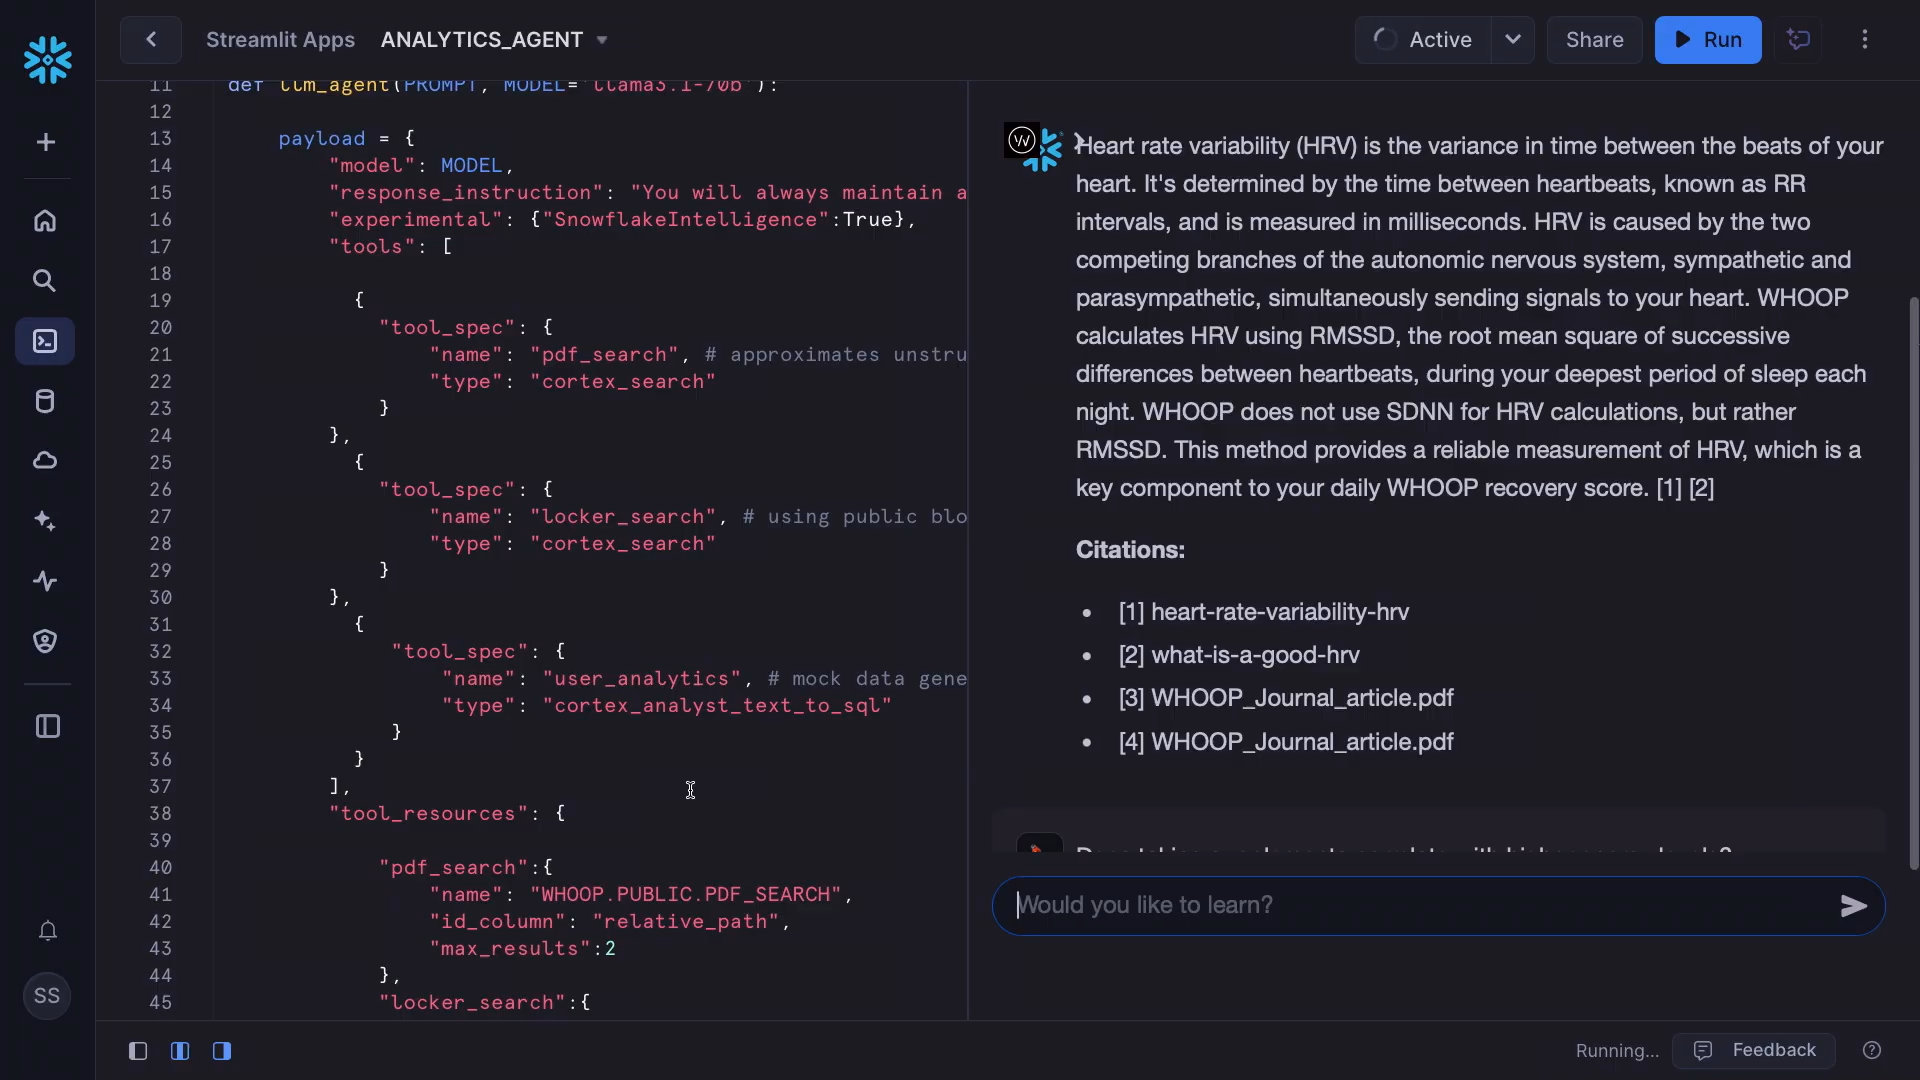 Streamlit Apps ANALYTICS_AGENT
Active
Share
Run
11 def llm_agent(PROMPT, MODEL='llama3.1-70b'):
12
13 payload = {
14 "model": MODEL,
15 "response_instruction": "You will always maintain a
16 "experimental": {"SnowflakeIntelligence":True},
17 "tools": [
18
19 {
20 "tool_spec": {
21 "name": "pdf_search", # approximates unstru
22 "type": "cortex_search"
23 }
24 },
25 {
26 "tool_spec": {
27 "name": "locker_search", # using public blo
28 "type": "cortex_search"
29 }
30 },
31 {
32 "tool_spec": {
33 "name": "user_analytics", # mock data gene
34 "type": "cortex_analyst_text_to_sql"
35 }
36 }
37 ],
38 "tool_resources": {
39
40 "pdf_search":{
41 "name": "WHOOP.PUBLIC.PDF_SEARCH",
42 "id_column": "relative_path",
43 "max_results":2
44 },
45 "locker_search":{
W
Heart rate variability (HRV) is the variance in time between the beats of your
heart. It's determined by the time between heartbeats, known as RR
intervals, and is measured in milliseconds. HRV is caused by the two
competing branches of the autonomic nervous system, sympathetic and
parasympathetic, simultaneously sending signals to your heart. WHOOP
calculates HRV using RMSSD, the root mean square of successive
differences between heartbeats, during your deepest period of sleep each
night. WHOOP does not use SDNN for HRV calculations, but rather
RMSSD. This method provides a reliable measurement of HRV, which is a
key component to your daily WHOOP recovery score. [1] [2]
Citations:
• [1] heart-rate-variability-hrv
• [2] what-is-a-good-hrv
• [3] WHOOP_Journal_article.pdf
• [4] WHOOP_Journal_article.pdf
Would you like to learn?
SS
Running...
Feedback